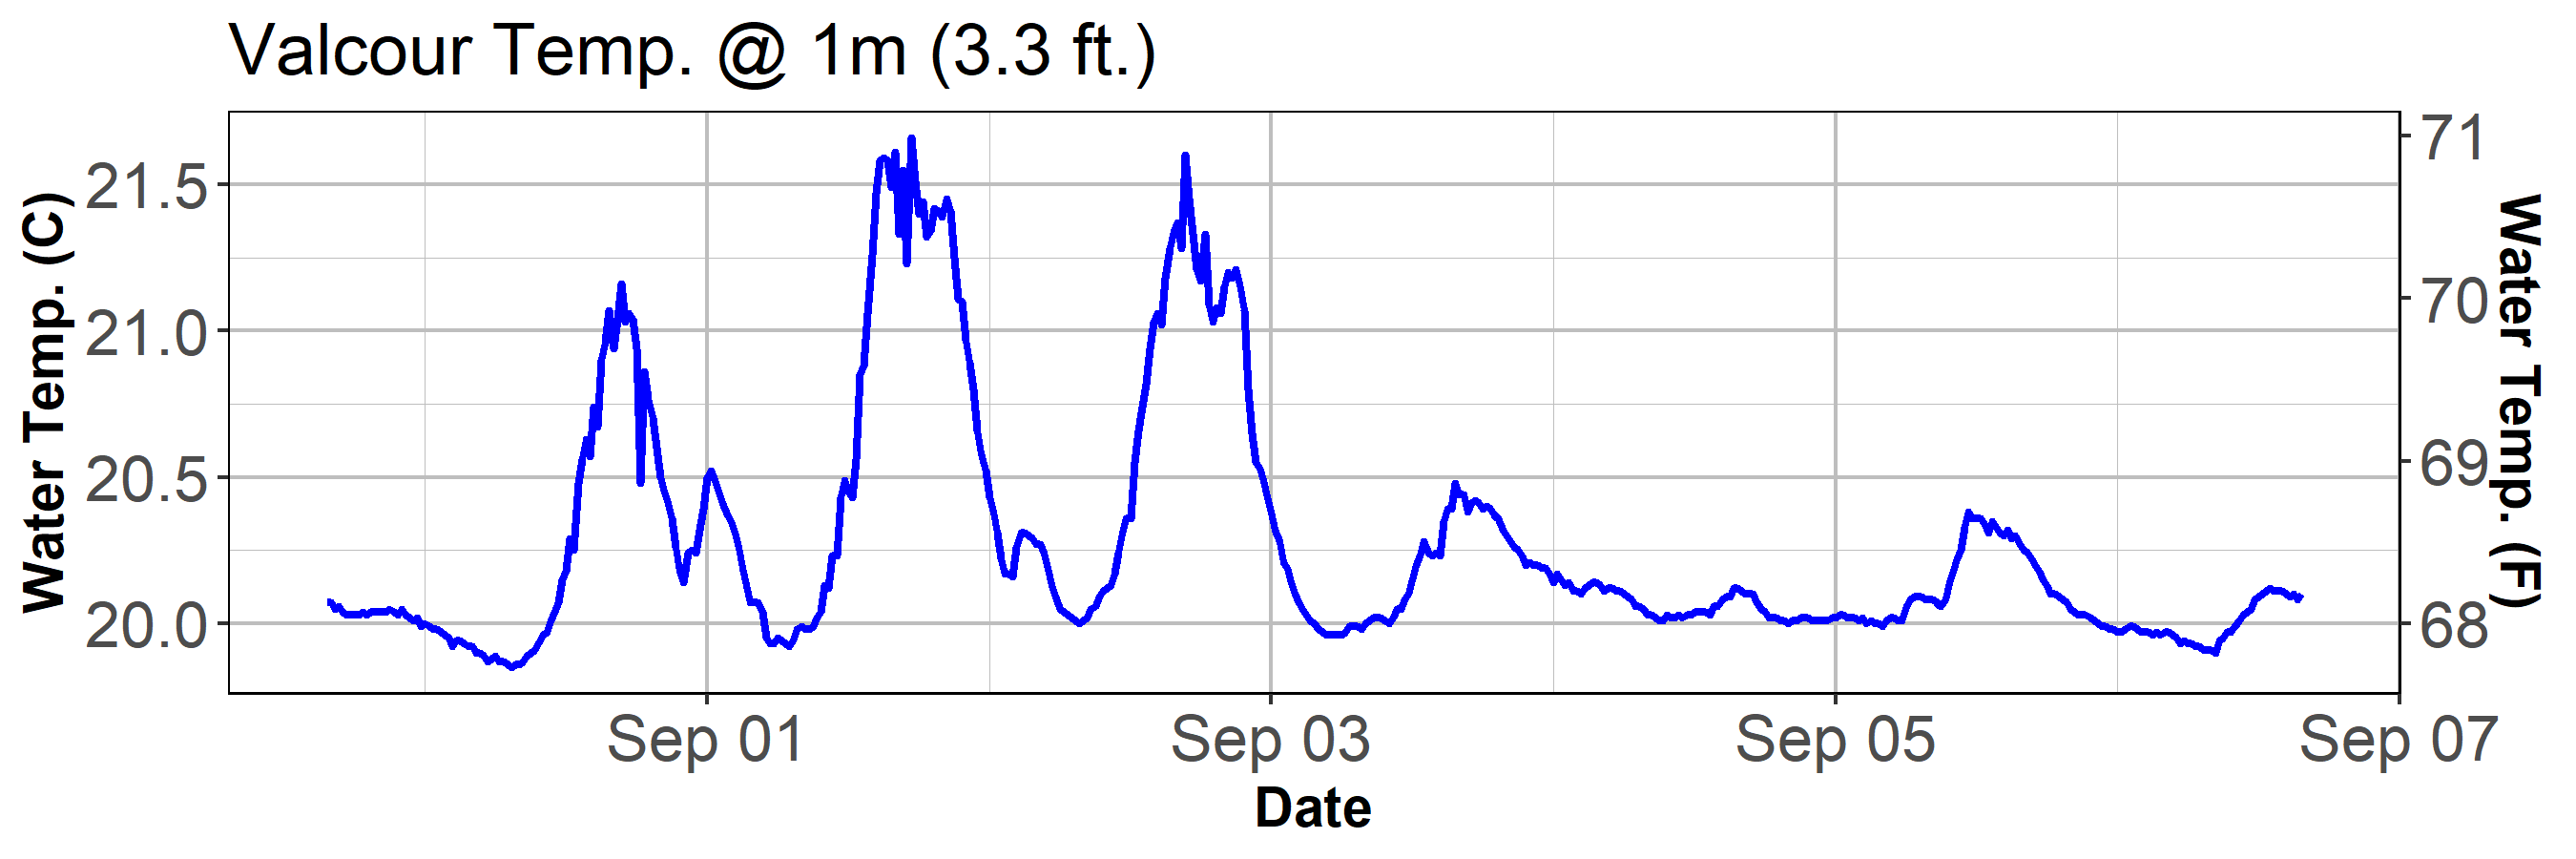 Valcour Temp. @ 1m (3.3 ft.)
Water Temp. (C)
21.5
21.0
20.5
20.0
71
70
69
68
Water Temp. (F)
Sep 01 Sep 03 Sep 05 Sep 07
Date